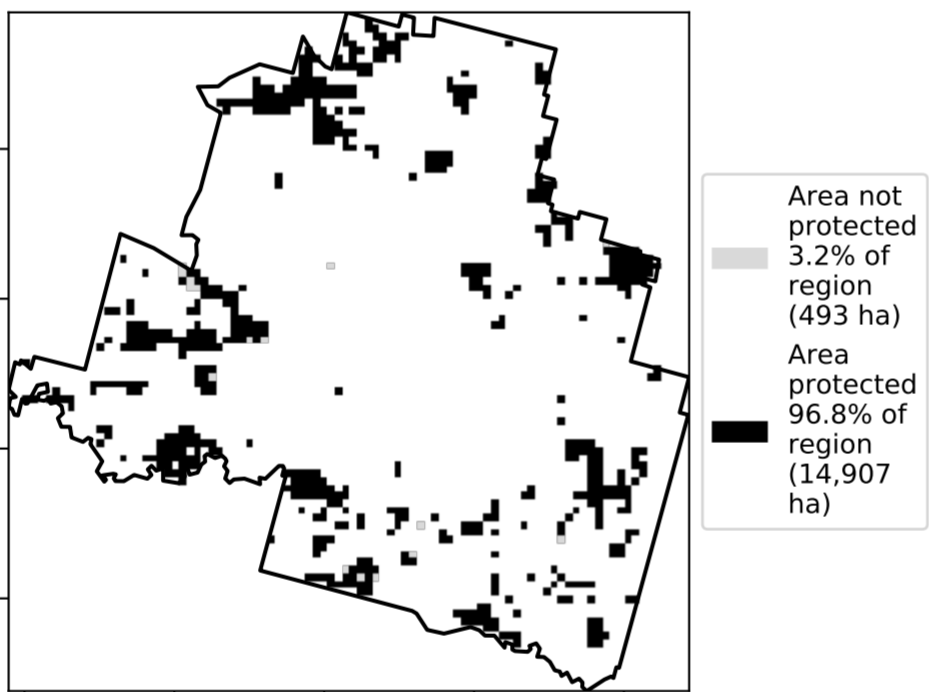 Area not
protected
3.2% of
region
(493 ha)
Area
protected
96.8% of
region
(14,907
ha)